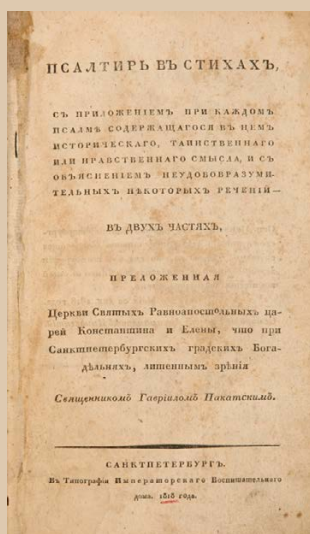 ПСАЛТИРЬ ВЪ СТИХАХЪ,
СЪ ПРИЛОЖЕНІЕМЪ ПРИ КАЖДОМЪ
ПСАЛМѢ СОДЕРЖАЩАГОСЯ ВЪ НЕМЪ
ИСТОРИЧЕСКАГО, ТАИНСТВЕННАГО
ИЛИ НРАВСТВЕННАГО СМЫСЛА, И СЪ
ОБЪЯСНЕНІЕМЪ НЕУДОБОВРАЗУМИ-
ТЕЛЬНЫХЪ НѢКОТОРЫХЪ РЕЧЕНІЙ —
ВЪ ДВУХЪ ЧАСТЯХЪ,
ПРЕЛОЖЕННАЯ
Церкви Святыхъ Равноапостольныхъ ца-
рей Константина и Елены, что при
Санктпетербургскихъ градскихъ Бога-
дѣльняхъ, лишеннымъ зрѣнія
Священникомъ Гавріиломъ Пакатскимъ.
САНКТПЕТЕРБУРГЪ.
Въ Типографіи Императорскаго Воспитательнаго
дома. 1818 года.